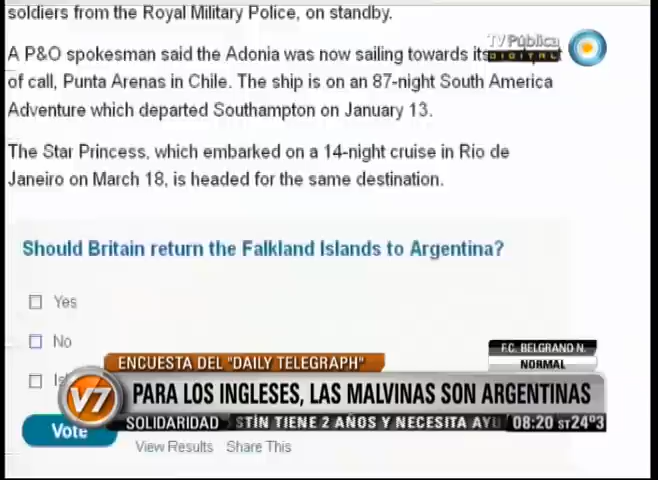 soldiers from the Royal Military Police, on standby.
TV Pública
DIGITAL
A P&O spokesman said the Adonia was now sailing towards its
of call, Punta Arenas in Chile. The ship is on an 87-night South America
Adventure which departed Southampton on January 13.
The Star Princess, which embarked on a 14-night cruise in Rio de
Janeiro on March 18, is headed for the same destination.
Should Britain return the Falkland Islands to Argentina?
Yes
No
F.C. BELGRANO N.
NORMAL
ENCUESTA DEL "DAILY TELEGRAPH"
V7
PARA LOS INGLESES, LAS MALVINAS SON ARGENTINAS
SOLIDARIDAD STÍN TIENE 2 AÑOS Y NECESITA AYU 08:20 ST24º3
Vote
View Results Share This